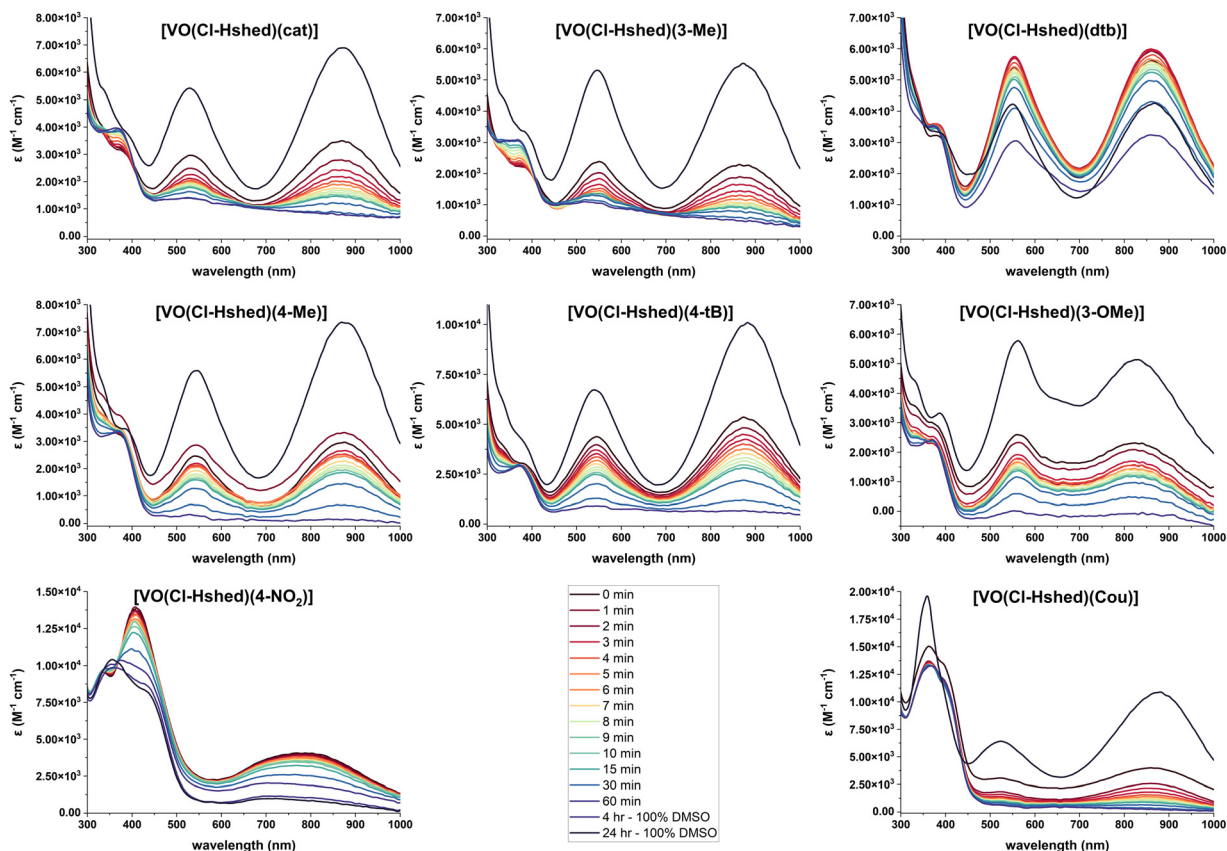 [VO(Cl-Hshed)(cat)]
ε (M⁻¹ cm⁻¹)
7.00×10³
6.00×10³
5.00×10³
4.00×10³
3.00×10³
2.00×10³
1.00×10³
0.00
300 400 500 600 700 800 900 1000
wavelength (nm)
[VO(Cl-Hshed)(3-Me)]
ε (M⁻¹ cm⁻¹)
6.00×10³
5.00×10³
4.00×10³
3.00×10³
2.00×10³
1.00×10³
0.00
300 400 500 600 700 800 900 1000
wavelength (nm)
[VO(Cl-Hshed)(dtb)]
ε (M⁻¹ cm⁻¹)
7.00×10³
6.00×10³
5.00×10³
4.00×10³
3.00×10³
2.00×10³
1.00×10³
0.00
300 400 500 600 700 800 900 1000
wavelength (nm)
[VO(Cl-Hshed)(4-Me)]
ε (M⁻¹ cm⁻¹)
8.00×10³
7.00×10³
6.00×10³
5.00×10³
4.00×10³
3.00×10³
2.00×10³
1.00×10³
0.00
300 400 500 600 700 800 900 1000
wavelength (nm)
[VO(Cl-Hshed)(4-tB)]
ε (M⁻¹ cm⁻¹)
1.00×10⁴
7.50×10³
5.00×10³
2.50×10³
0.00
300 400 500 600 700 800 900 1000
wavelength (nm)
[VO(Cl-Hshed)(3-OMe)]
ε (M⁻¹ cm⁻¹)
7.00×10³
6.00×10³
5.00×10³
4.00×10³
3.00×10³
2.00×10³
1.00×10³
0.00
300 400 500 600 700 800 900 1000
wavelength (nm)
[VO(Cl-Hshed)(4-NO₂)]
ε (M⁻¹ cm⁻¹)
1.50×10⁴
1.25×10⁴
1.00×10⁴
7.50×10³
5.00×10³
2.50×10³
0.00
300 400 500 600 700 800 900 1000
wavelength (nm)
0 min
1 min
2 min
3 min
4 min
5 min
6 min
7 min
8 min
9 min
10 min
15 min
30 min
60 min
4 hr - 100% DMSO
24 hr - 100% DMSO
[VO(Cl-Hshed)(Cou)]
ε (M⁻¹ cm⁻¹)
2.00×10⁴
1.75×10⁴
1.50×10⁴
1.25×10⁴
1.00×10⁴
7.50×10³
5.00×10³
2.50×10³
0.00
300 400 500 600 700 800 900 1000
wavelength (nm)